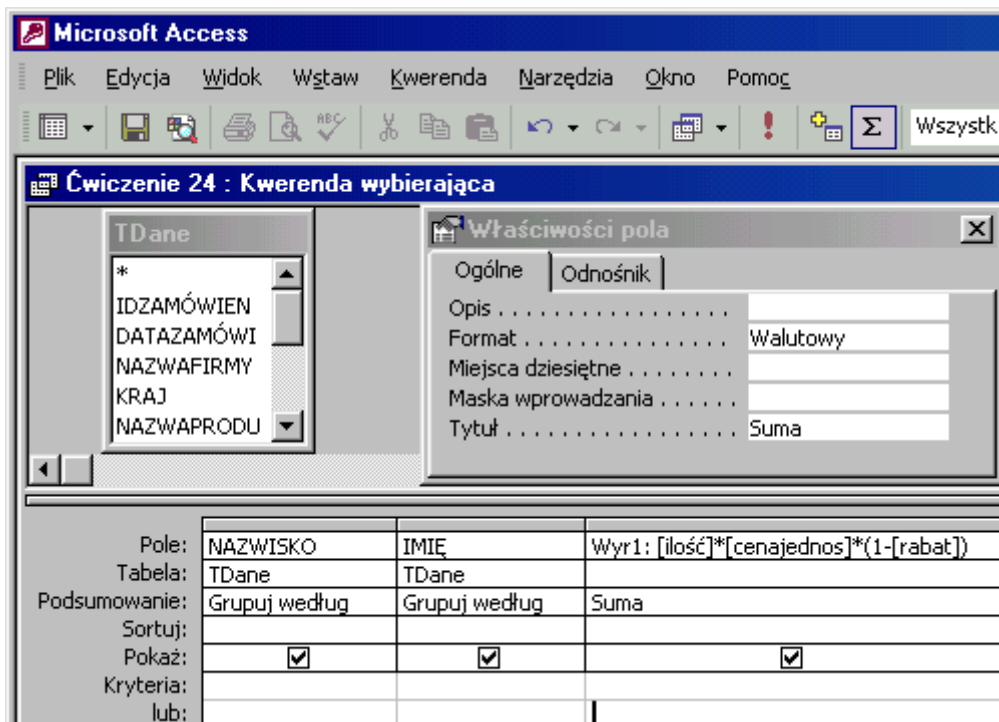 Microsoft Access
Plik Edycja Widok Wstaw Kwerenda Narzędzia Okno Pomoc
ABC Σ Wszystk
Ćwiczenie 24 : Kwerenda wybierająca
TDane
*
IDZAMÓWIEN
DATAZAMÓWI
NAZWAFIRMY
KRAJ
NAZWAPRODU
Właściwości pola
Ogólne Odnośnik
Opis . . . . . . . . . . . . . . . . . .
Format . . . . . . . . . . . . . . . . Walutowy
Miejsca dziesiętne . . . . . . . .
Maska wprowadzania . . . . . .
Tytuł . . . . . . . . . . . . . . . . . . Suma
Pole: NAZWISKO IMIĘ Wyr1: [ilość]*[cenajednos]*(1-[rabat])
Tabela: TDane TDane
Podsumowanie: Grupuj według Grupuj według Suma
Sortuj:
Pokaż:
Kryteria:
lub: